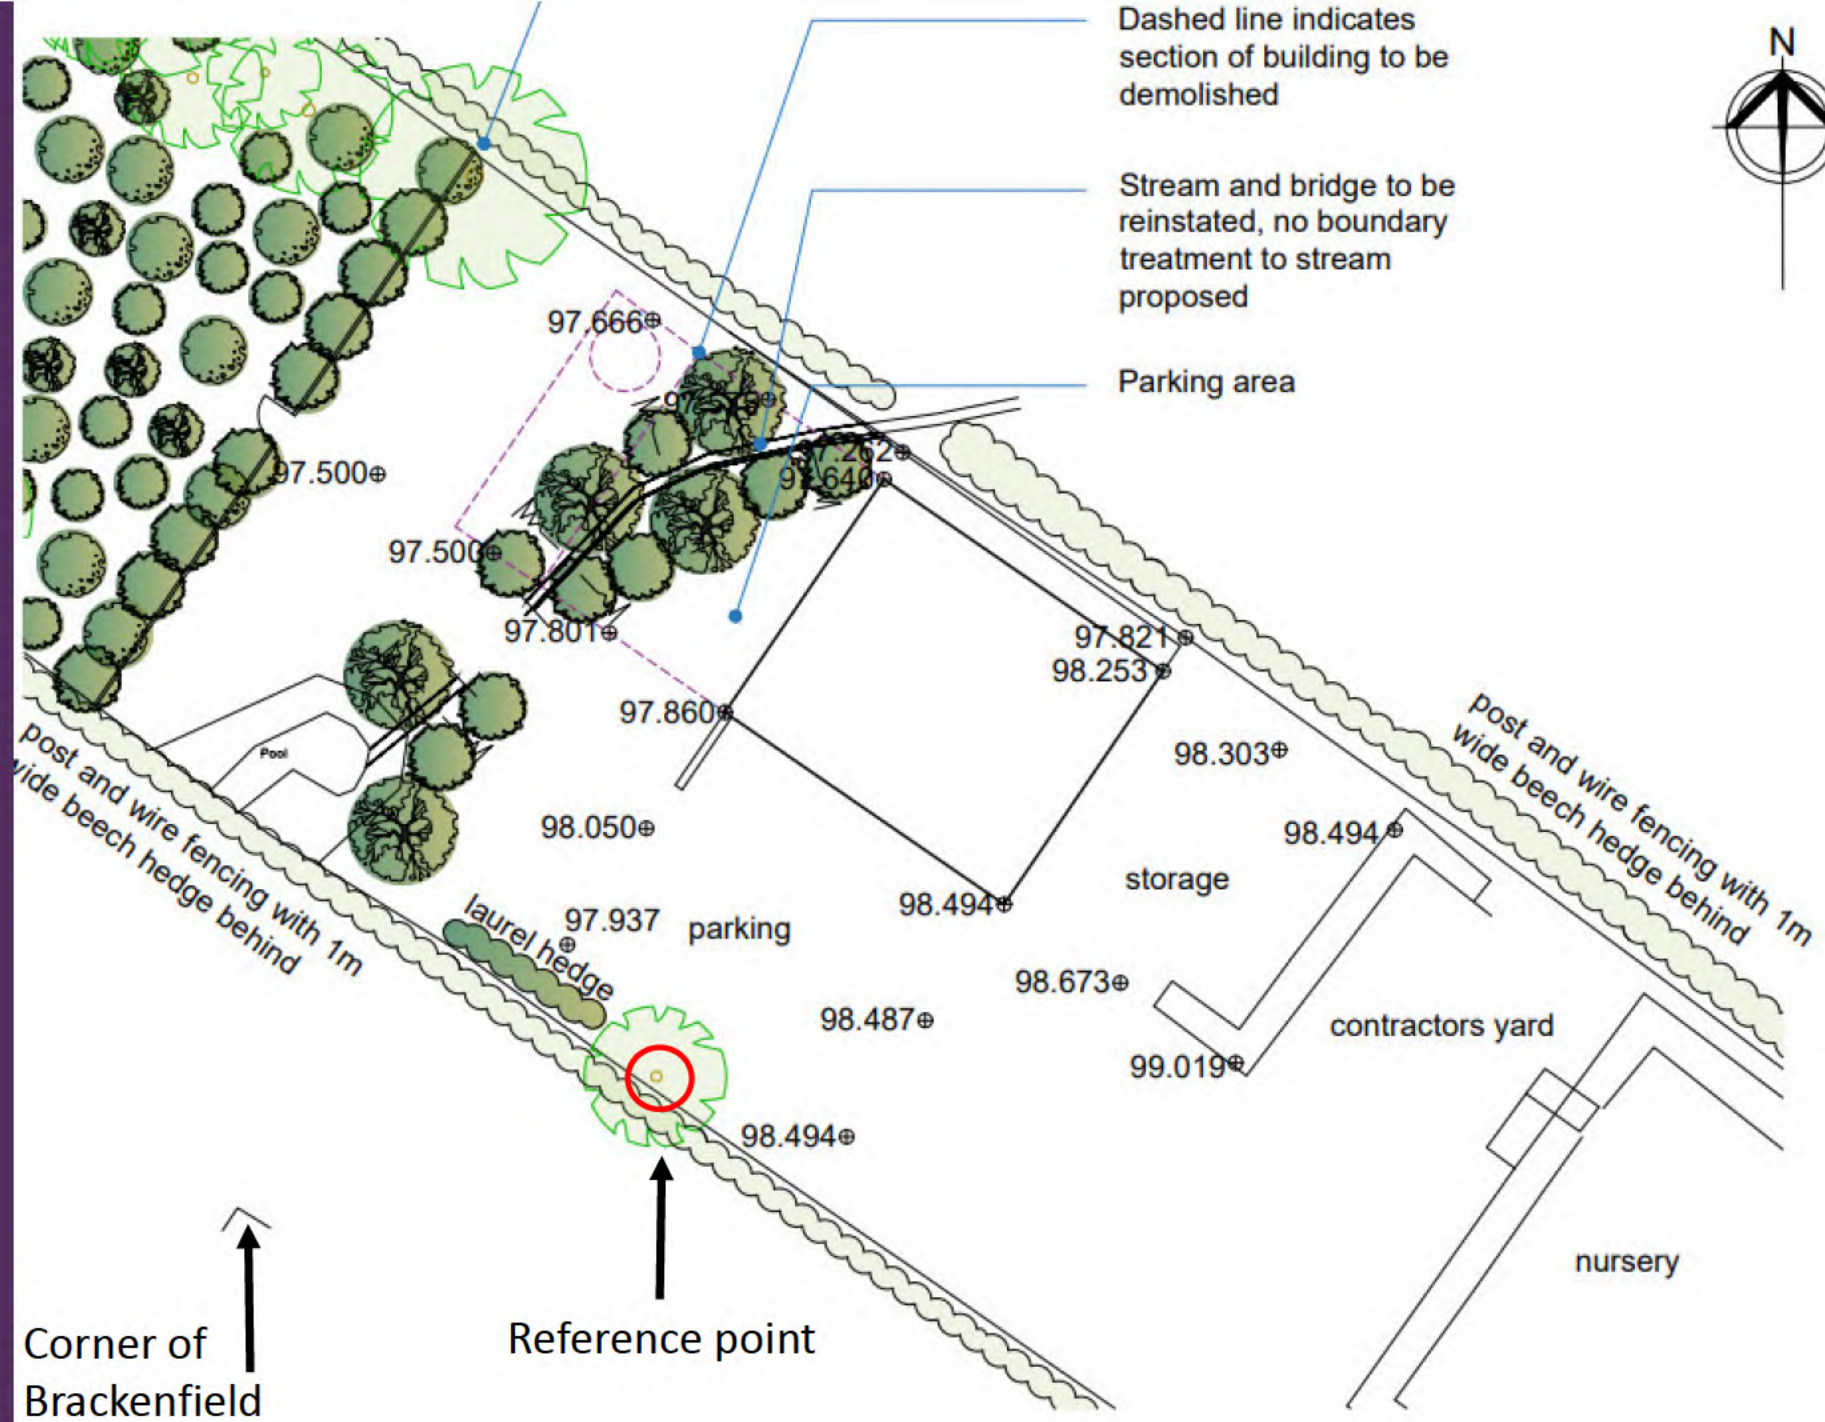 Dashed line indicates
section of building to be
demolished
N
Stream and bridge to be
reinstated, no boundary
treatment to stream
proposed
Parking area
97.666
97.262
97.640
97.500
97.500
97.801
97.821
98.253
97.860
98.303
98.050
98.494
storage
98.494
97.937
parking
98.673
98.487
contractors yard
99.019
98.494
nursery
Pool
post and wire fencing with 1m
wide beech hedge behind
laurel hedge
post and wire fencing with 1m
wide beech hedge behind
Corner of
Brackenfield
Reference point